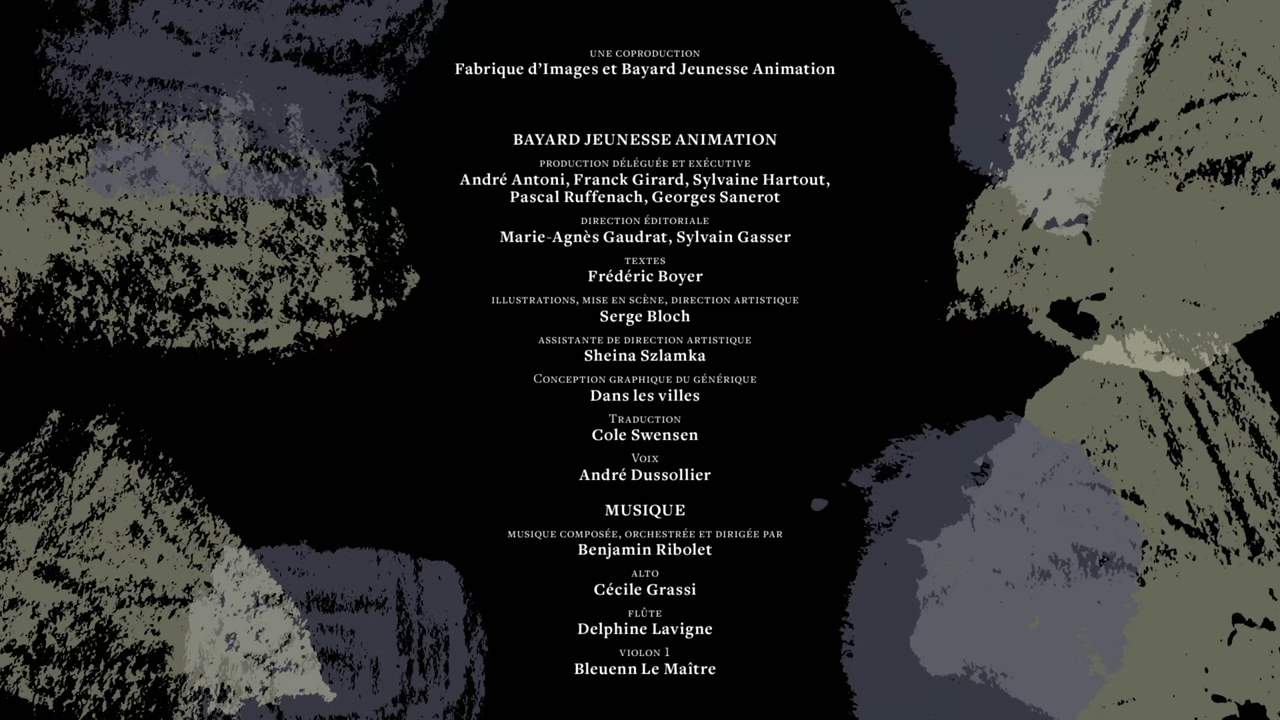 UNE COPRODUCTION
Fabrique d’Images et Bayard Jeunesse Animation
BAYARD JEUNESSE ANIMATION
PRODUCTION DÉLÉGUÉE ET EXÉCUTIVE
André Antoni, Franck Girard, Sylvaine Hartout,
Pascal Ruffenach, Georges Sanerot
DIRECTION ÉDITORIALE
Marie-Agnès Gaudrat, Sylvain Gasser
TEXTES
Frédéric Boyer
ILLUSTRATIONS, MISE EN SCÈNE, DIRECTION ARTISTIQUE
Serge Bloch
ASSISTANTE DE DIRECTION ARTISTIQUE
Sheina Szlamka
CONCEPTION GRAPHIQUE DU GÉNÉRIQUE
Dans les villes
TRADUCTION
Cole Swensen
VOIX
André Dussollier
MUSIQUE
MUSIQUE COMPOSÉE, ORCHESTRÉE ET DIRIGÉE PAR
Benjamin Ribolet
ALTO
Cécile Grassi
FLÛTE
Delphine Lavigne
VIOLON 1
Bleuenn Le Maître